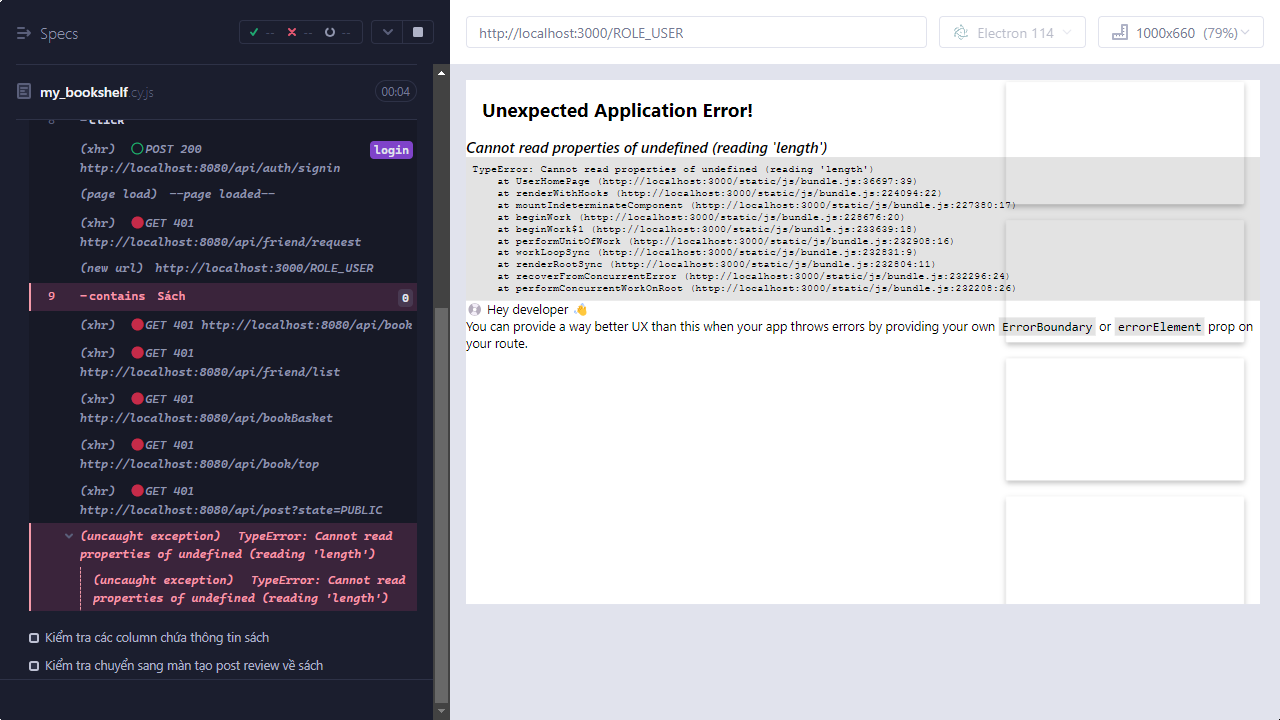 Specs
-- -- --
my_bookshelf.cy.js
00:04
8 -click
(xhr) POST 200
http://localhost:8080/api/auth/signin
login
(page load) --page loaded--
(xhr) GET 401
http://localhost:8080/api/friend/request
(new url) http://localhost:3000/ROLE_USER
9 -contains Sách
0
(xhr) GET 401 http://localhost:8080/api/book
(xhr) GET 401
http://localhost:8080/api/friend/list
(xhr) GET 401
http://localhost:8080/api/bookBasket
(xhr) GET 401
http://localhost:8080/api/book/top
(xhr) GET 401
http://localhost:8080/api/post?state=PUBLIC
(uncaught exception) TypeError: Cannot read
properties of undefined (reading 'length')
(uncaught exception) TypeError: Cannot read
properties of undefined (reading 'length')
Kiểm tra các column chứa thông tin sách
Kiểm tra chuyển sang màn tạo post review về sách
http://localhost:3000/ROLE_USER
Electron 114
1000x660 (79%)
Unexpected Application Error!
Cannot read properties of undefined (reading 'length')
TypeError: Cannot read properties of undefined (reading 'length')
at UserHomePage (http://localhost:3000/static/js/bundle.js:36697:39)
at renderWithHooks (http://localhost:3000/static/js/bundle.js:224094:22)
at mountIndeterminateComponent (http://localhost:3000/static/js/bundle.js:227380:17)
at beginWork (http://localhost:3000/static/js/bundle.js:228676:20)
at beginWork$1 (http://localhost:3000/static/js/bundle.js:233639:18)
at performUnitOfWork (http://localhost:3000/static/js/bundle.js:232908:16)
at workLoopSync (http://localhost:3000/static/js/bundle.js:232831:9)
at renderRootSync (http://localhost:3000/static/js/bundle.js:232804:11)
at recoverFromConcurrentError (http://localhost:3000/static/js/bundle.js:232296:24)
at performConcurrentWorkOnRoot (http://localhost:3000/static/js/bundle.js:232208:26)
Hey developer 👋
You can provide a way better UX than this when your app throws errors by providing your own ErrorBoundary or errorElement prop on
your route.